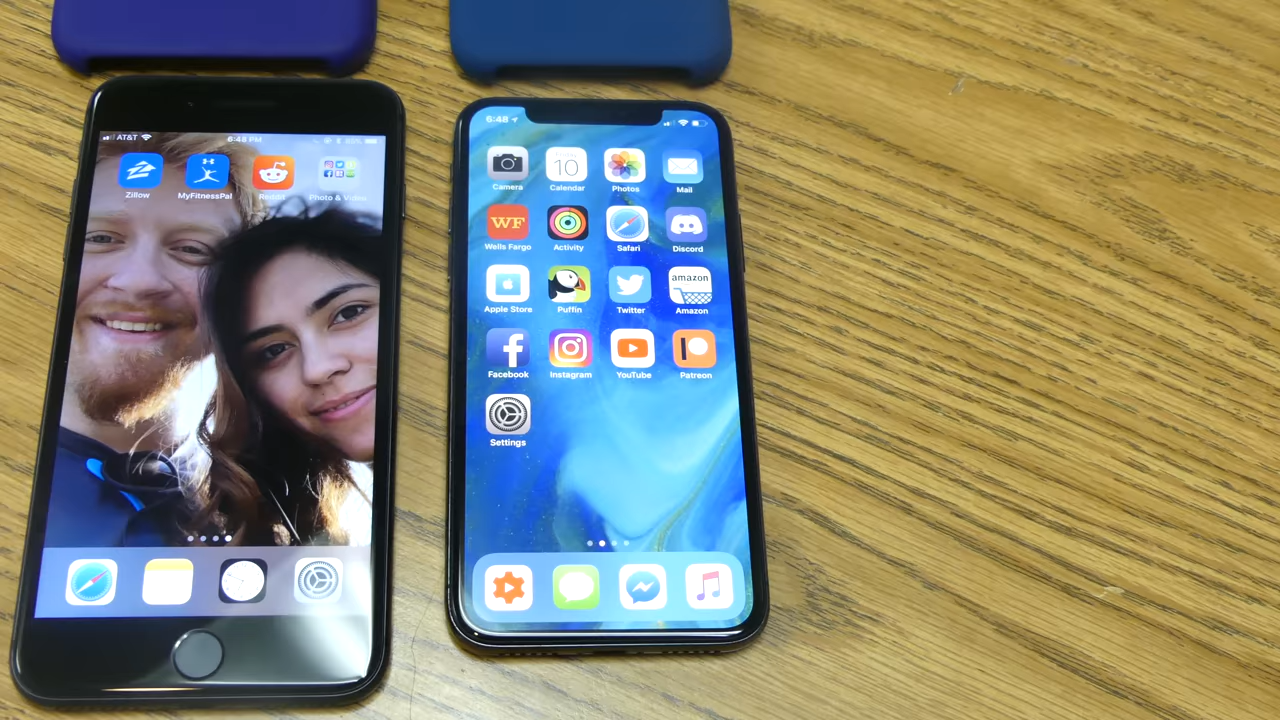 AT&T
6:48 PM
85%
Zillow
MyFitnessPal
Reddit
Photo & Video
6:48
Camera
10
Calendar
Photos
Mail
WF
Wells Fargo
Activity
Safari
Discord
Apple Store
Puffin
Twitter
amazon
Amazon
Facebook
Instagram
YouTube
Patreon
Settings